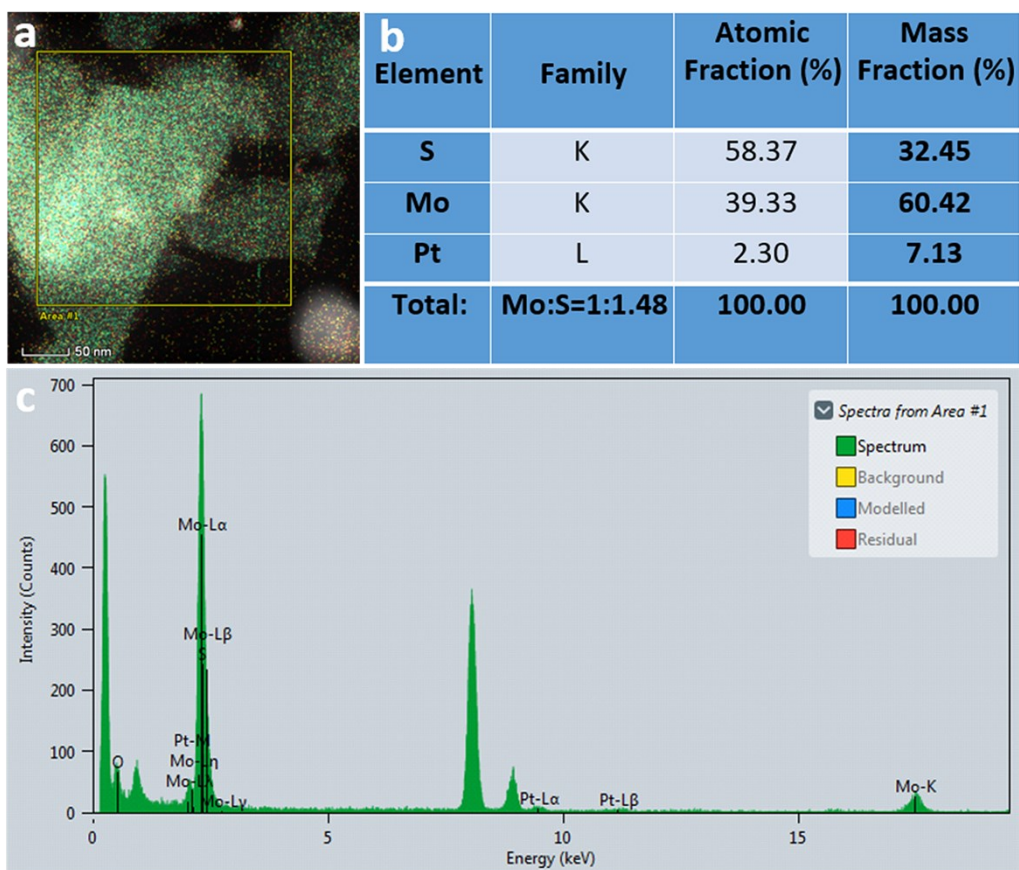 a
Area #1
50 nm
b
Element Family Atomic Fraction (%) Mass Fraction (%)
S K 58.37 32.45
Mo K 39.33 60.42
Pt L 2.30 7.13
Total: Mo:S=1:1.48 100.00 100.00
c
Spectra from Area #1
Spectrum
Background
Modelled
Residual
Intensity (Counts)
700
600
500
400
300
200
100
0
Mo-Lα
Mo-Lβ
S
Pt-M
Mo-Lη
Mo-Lλ
Mo-Lγ
O
Pt-Lα
Pt-Lβ
Mo-K
0 5 10 15
Energy (keV)